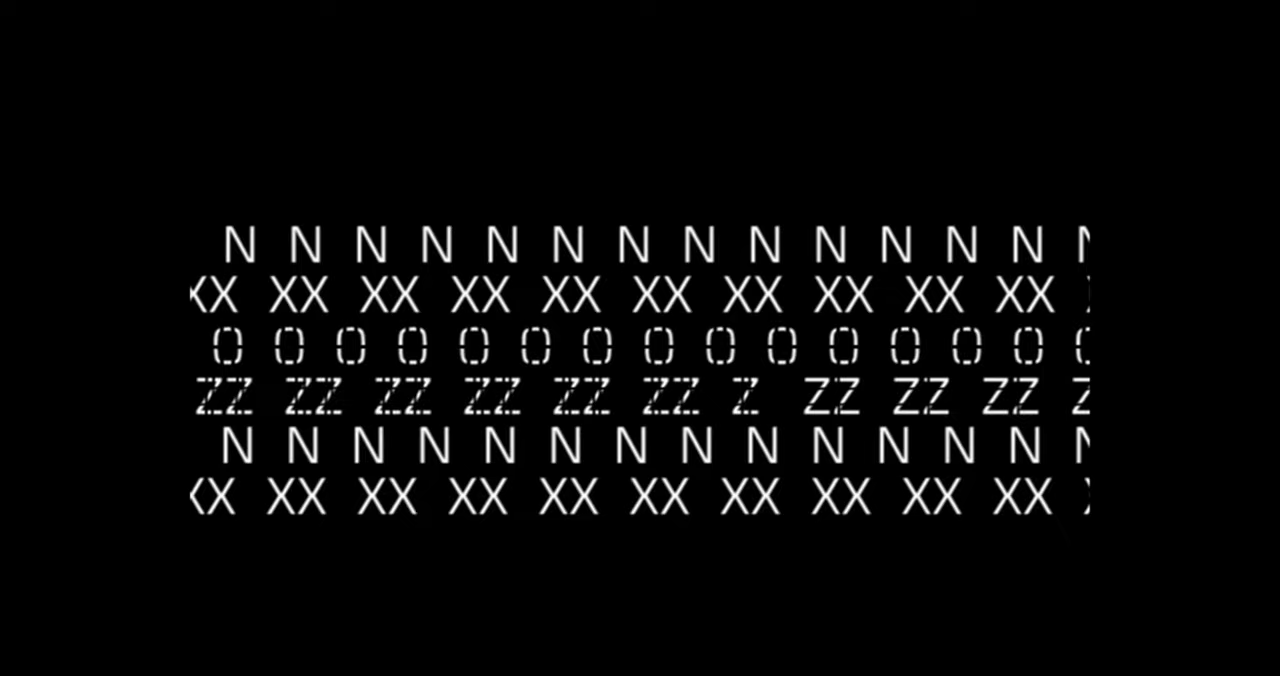 N N N N N N N N N N N N N N
XX XX XX XX XX XX XX XX XX XX
0 0 0 0 0 0 0 0 0 0 0 0 0 0 0
ZZ ZZ ZZ ZZ ZZ ZZ Z ZZ ZZ ZZ Z
N N N N N N N N N N N N N N
XX XX XX XX XX XX XX XX XX XX